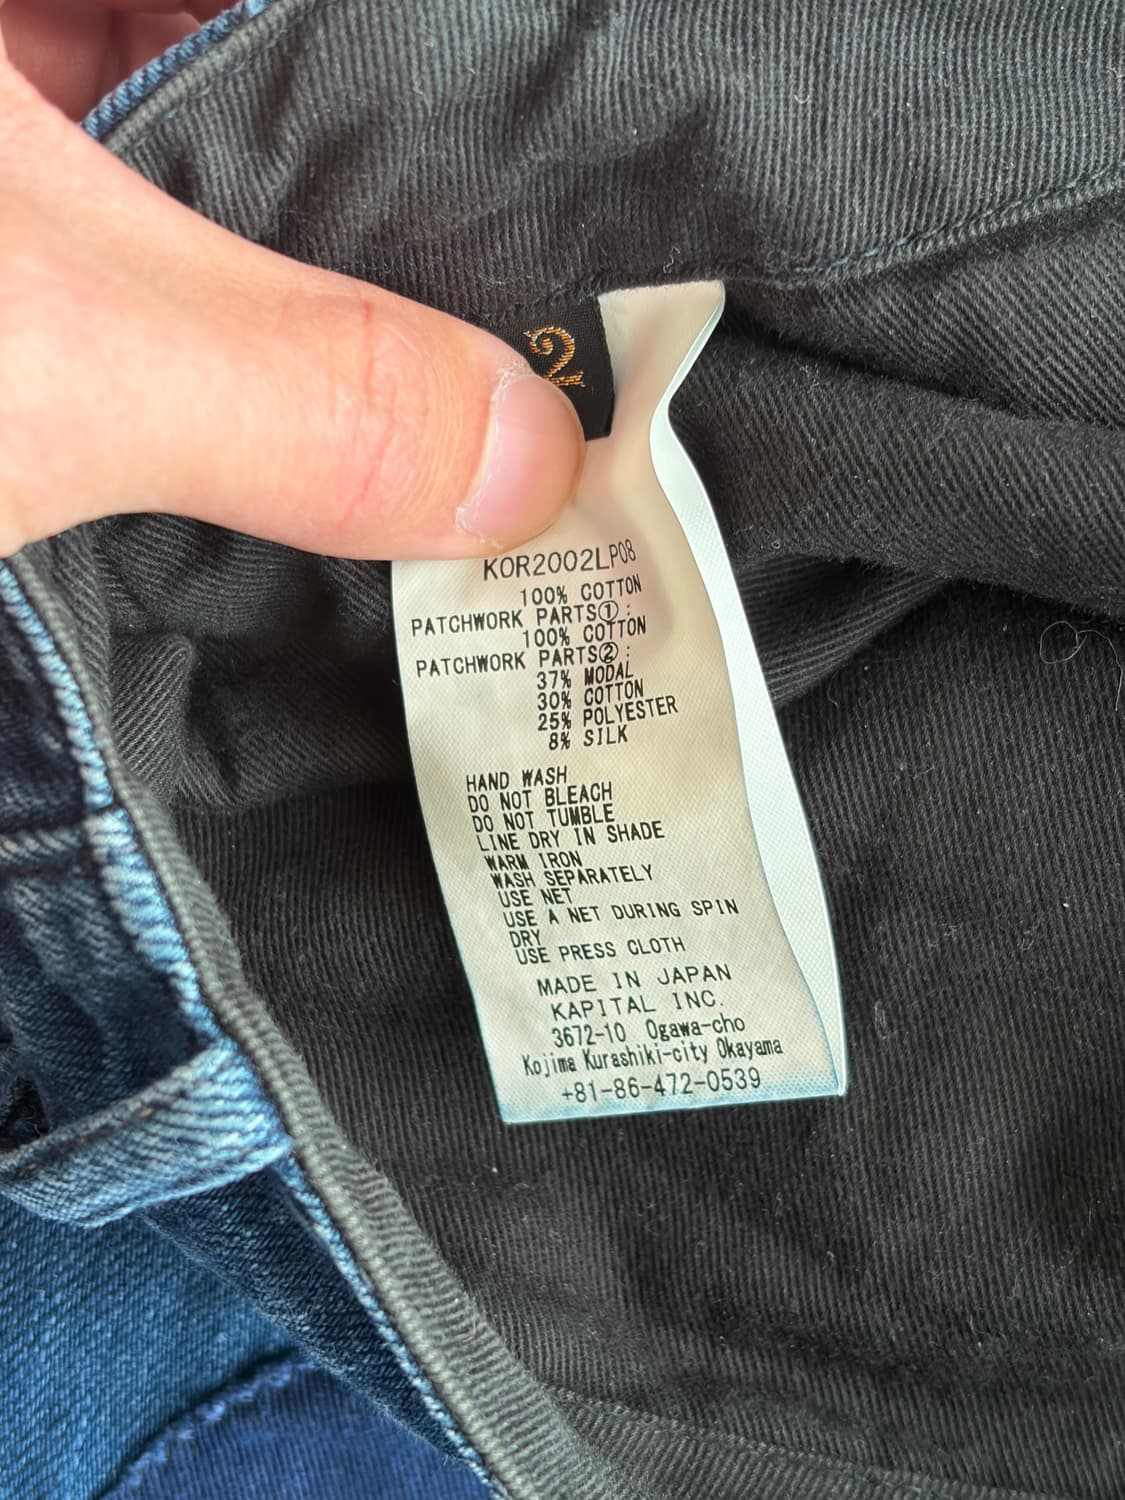 2
KOR2002LP08
100% COTTON
PATCHWORK PARTS①:
100% COTTON
PATCHWORK PARTS②:
37% MODAL
30% COTTON
25% POLYESTER
8% SILK
HAND WASH
DO NOT BLEACH
DO NOT TUMBLE
LINE DRY IN SHADE
WARM IRON
WASH SEPARATELY
USE NET
USE A NET DURING SPIN
DRY
USE PRESS CLOTH
MADE IN JAPAN
KAPITAL INC.
3672-10 Ogawa-cho
Kojima Kurashiki-city Okayama
+81-86-472-0539